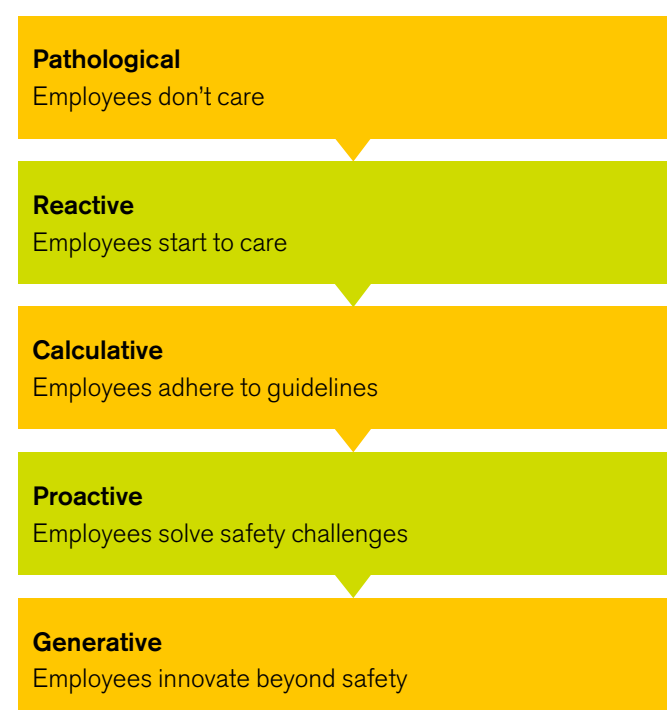 Pathological
Employees don’t care
Reactive
Employees start to care
Calculative
Employees adhere to guidelines
Proactive
Employees solve safety challenges
Generative
Employees innovate beyond safety